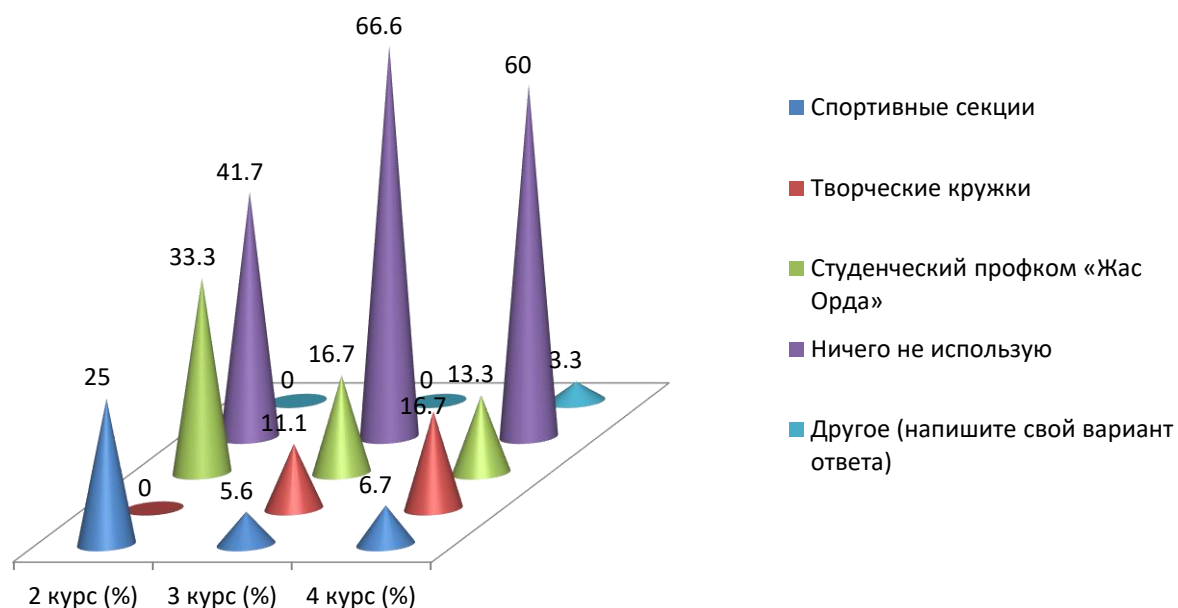 66.6
60
41.7
33.3
25
0
16.7
0
13.3
3.3
11.1
16.7
0
5.6
6.7
2 курс (%) 3 курс (%) 4 курс (%)
Спортивные секции
Творческие кружки
Студенческий профком «Жас
Орда»
Ничего не использую
Другое (напишите свой вариант
ответа)